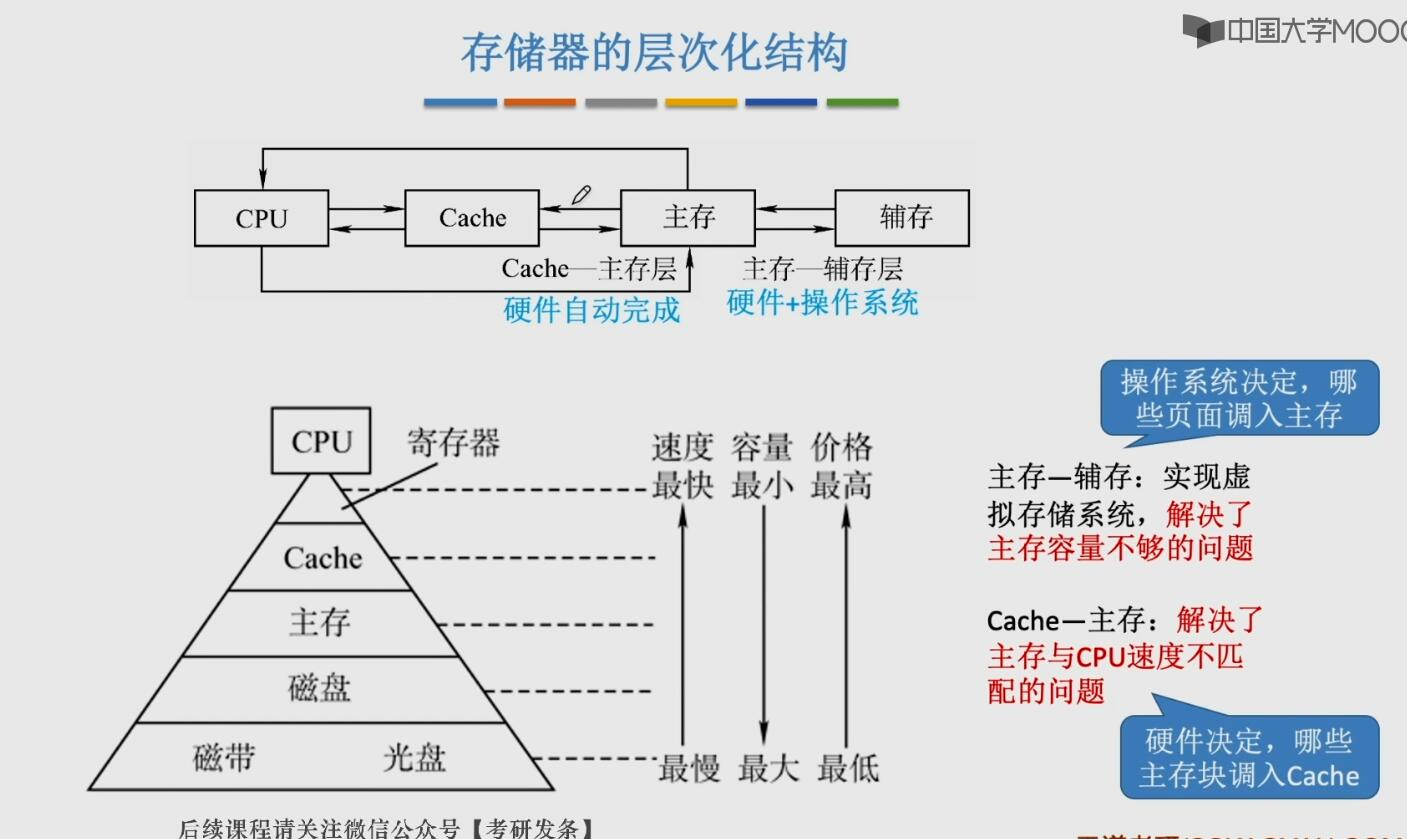 存储器的层次化结构
中国大学MOOC
CPU
Cache
主存
辅存
Cache—主存层
主存—辅存层
硬件自动完成
硬件+操作系统
CPU
寄存器
Cache
主存
磁盘
磁带 光盘
速度 容量 价格
最快 最小 最高
最慢 最大 最低
操作系统决定，哪
些页面调入主存
主存—辅存：实现虚
拟存储系统，解决了
主存容量不够的问题
Cache—主存：解决了
主存与CPU速度不匹
配的问题
硬件决定，哪些
主存块调入Cache
后续课程请关注微信公众号【考研发条】